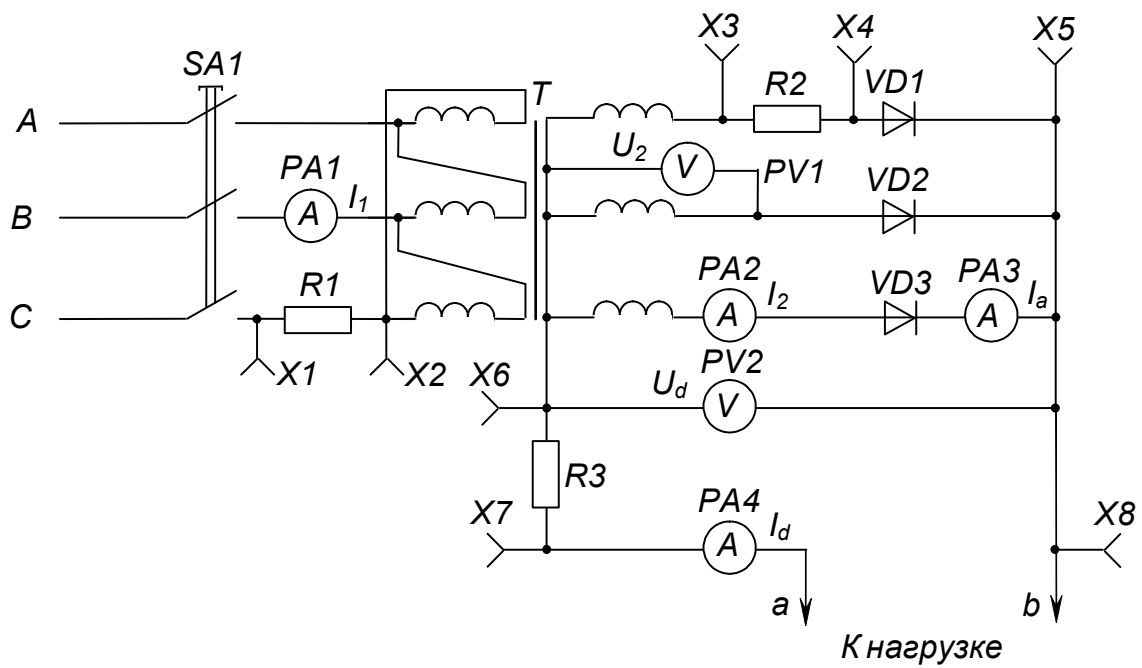 X3
X4
X5
SA1
T
R2
VD1
A
U2
V
PV1
PA1
I1
VD2
B
A
PA2
VD3
PA3
R1
I2
Ia
C
A
A
X1
X2
X6
PV2
Ud
V
R3
X7
PA4
Id
X8
A
a
b
К нагрузке